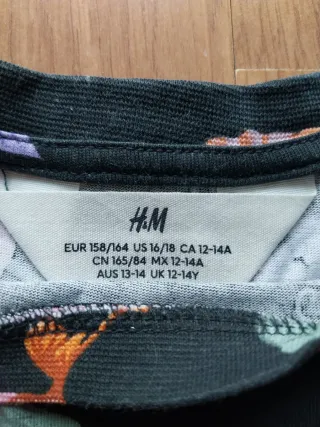 H&M
EUR 158/164 US 16/18 CA 12-14A
CN 165/84 MX 12-14A
AUS 13-14 UK 12-14Y